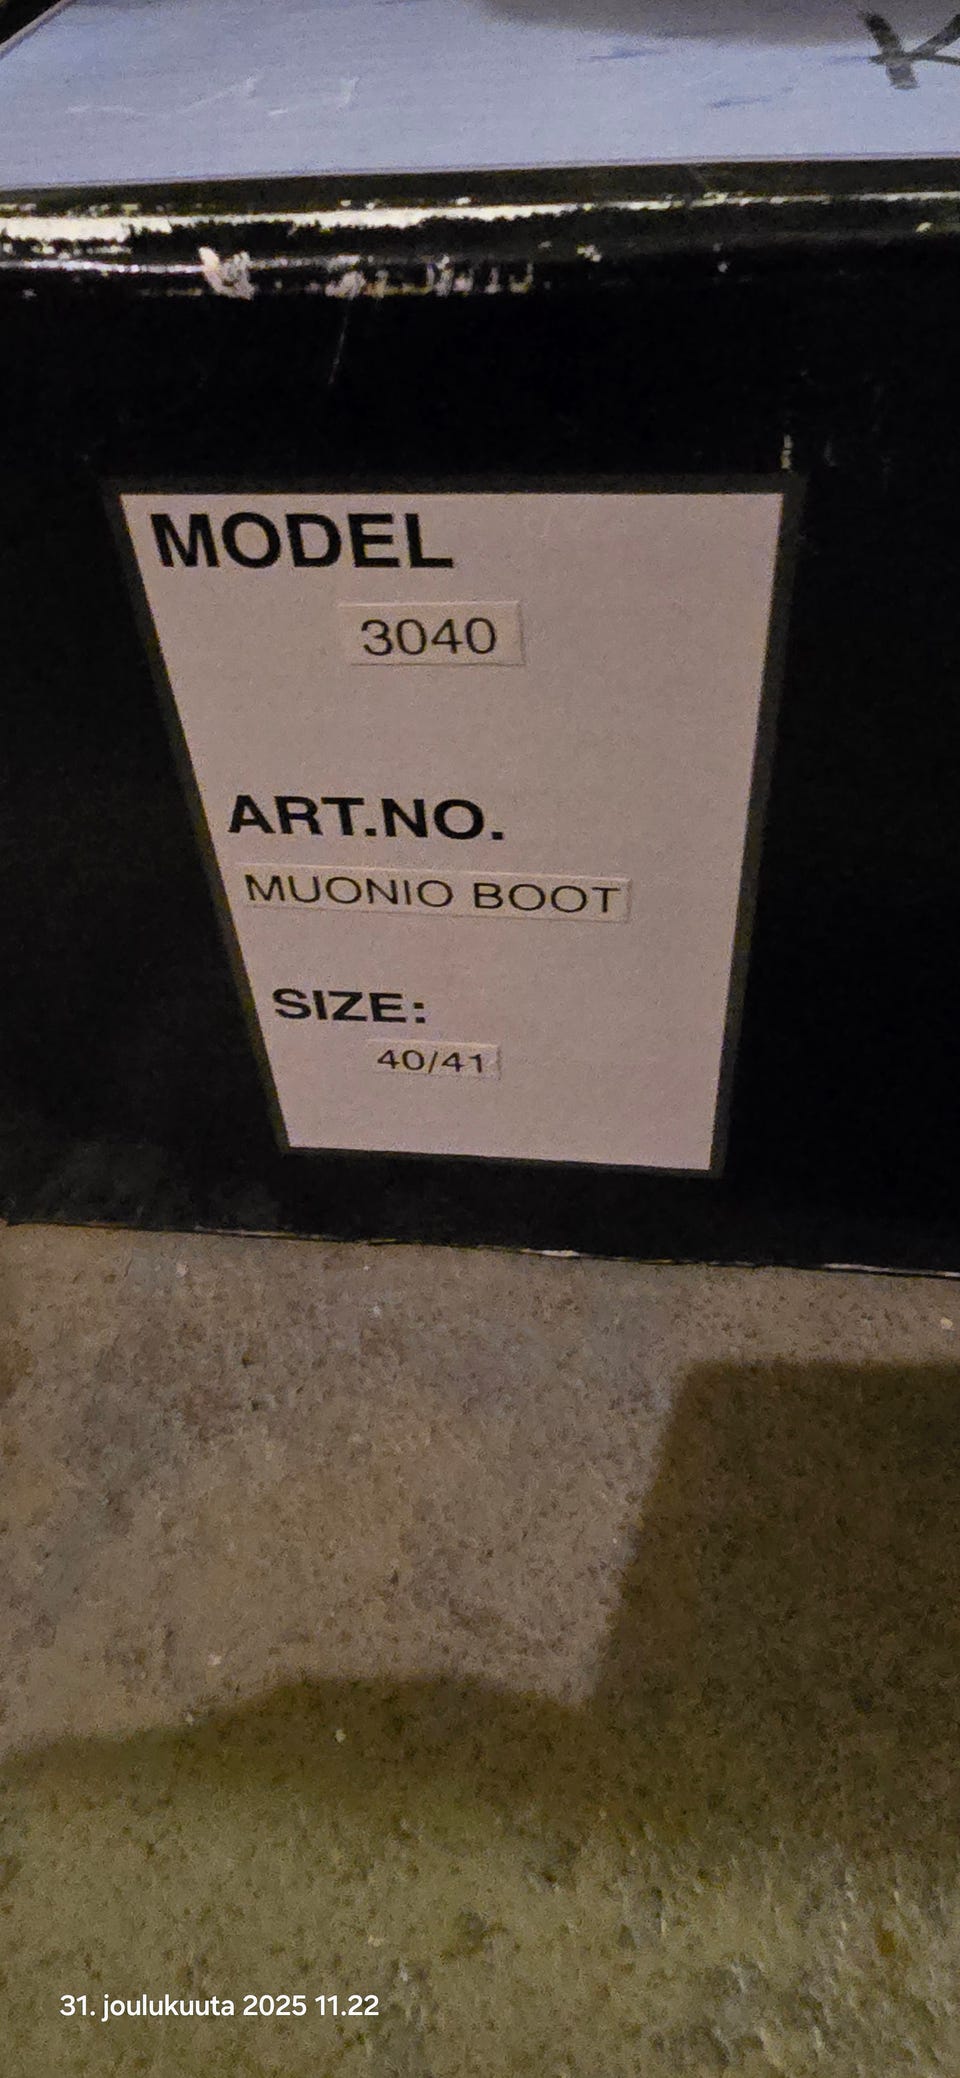 K
MODEL
3040
ART.NO.
MUONIO BOOT
SIZE:
40/41
31. joulukuuta 2025 11.22